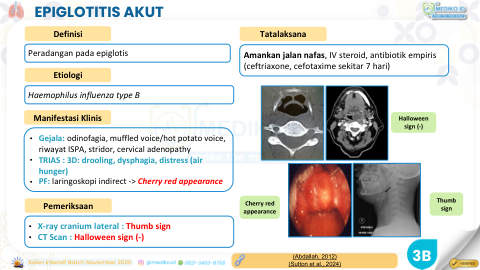 EPIGLOTITIS AKUT
Definisi
Peradangan pada epiglotis
Etiologi
Haemophilus influenza type B
Manifestasi Klinis
• Gejala: odinofagia, muffled voice/hot potato voice,
riwayat ISPA, stridor, cervical adenopathy
• TRIAS : 3D: drooling, dysphagia, distress (air
hunger)
• PF: laringoskopi indirect -> Cherry red appearance
Pemeriksaan
• X-ray cranium lateral : Thumb sign
• CT Scan : Halloween sign (-)
Tatalaksana
Amankan jalan nafas, IV steroid, antibiotik empiris
(ceftriaxone, cefotaxime sekitar 7 hari)
Halloween
sign (-)
Cherry red
appearance
Thumb
sign
(Abdallah, 2012)
(Sutton et al., 2024)
3B